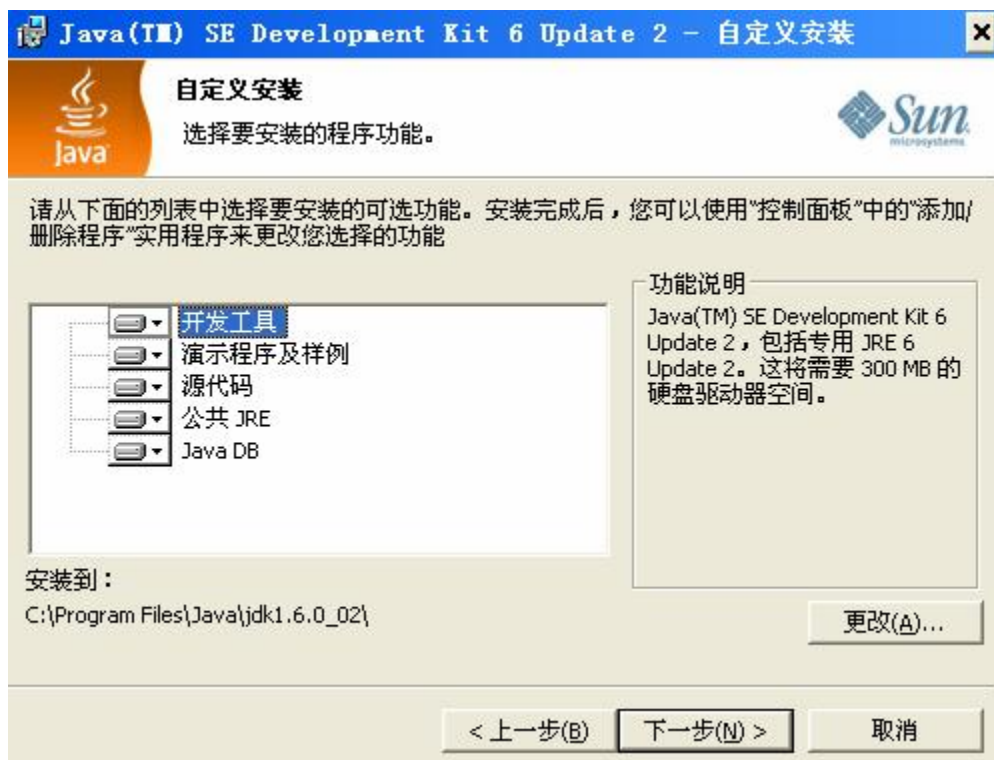 Java(TM) SE Development Kit 6 Update 2 - 自定义安装
自定义安装
选择要安装的程序功能。
Java
Sun
microsystems
请从下面的列表中选择要安装的可选功能。安装完成后，您可以使用“控制面板”中的“添加/
删除程序”实用程序来更改您选择的功能
开发工具
演示程序及样例
源代码
公共 JRE
Java DB
功能说明
Java(TM) SE Development Kit 6
Update 2，包括专用 JRE 6
Update 2。这将需要 300 MB 的
硬盘驱动器空间。
安装到：
C:\Program Files\Java\jdk1.6.0_02\
更改(A)...
<上一步(B)
下一步(N) >
取消